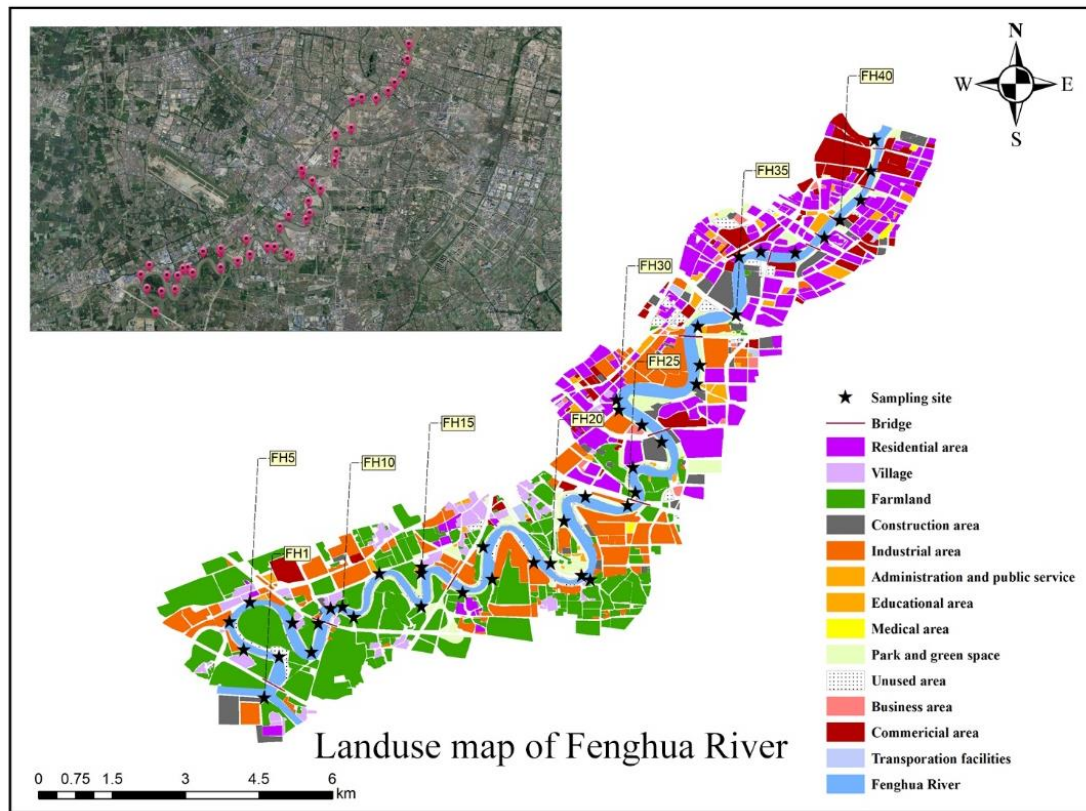 N
W E
S
FH40
FH35
FH30
FH25
FH20
FH15
FH10
FH5
FH1
Sampling site
Bridge
Residential area
Village
Farmland
Construction area
Industrial area
Administration and public service
Educational area
Medical area
Park and green space
Unused area
Business area
Commericial area
Transporation facilities
Fenghua River
Landuse map of Fenghua River
0 0.75 1.5 3 4.5 6
km